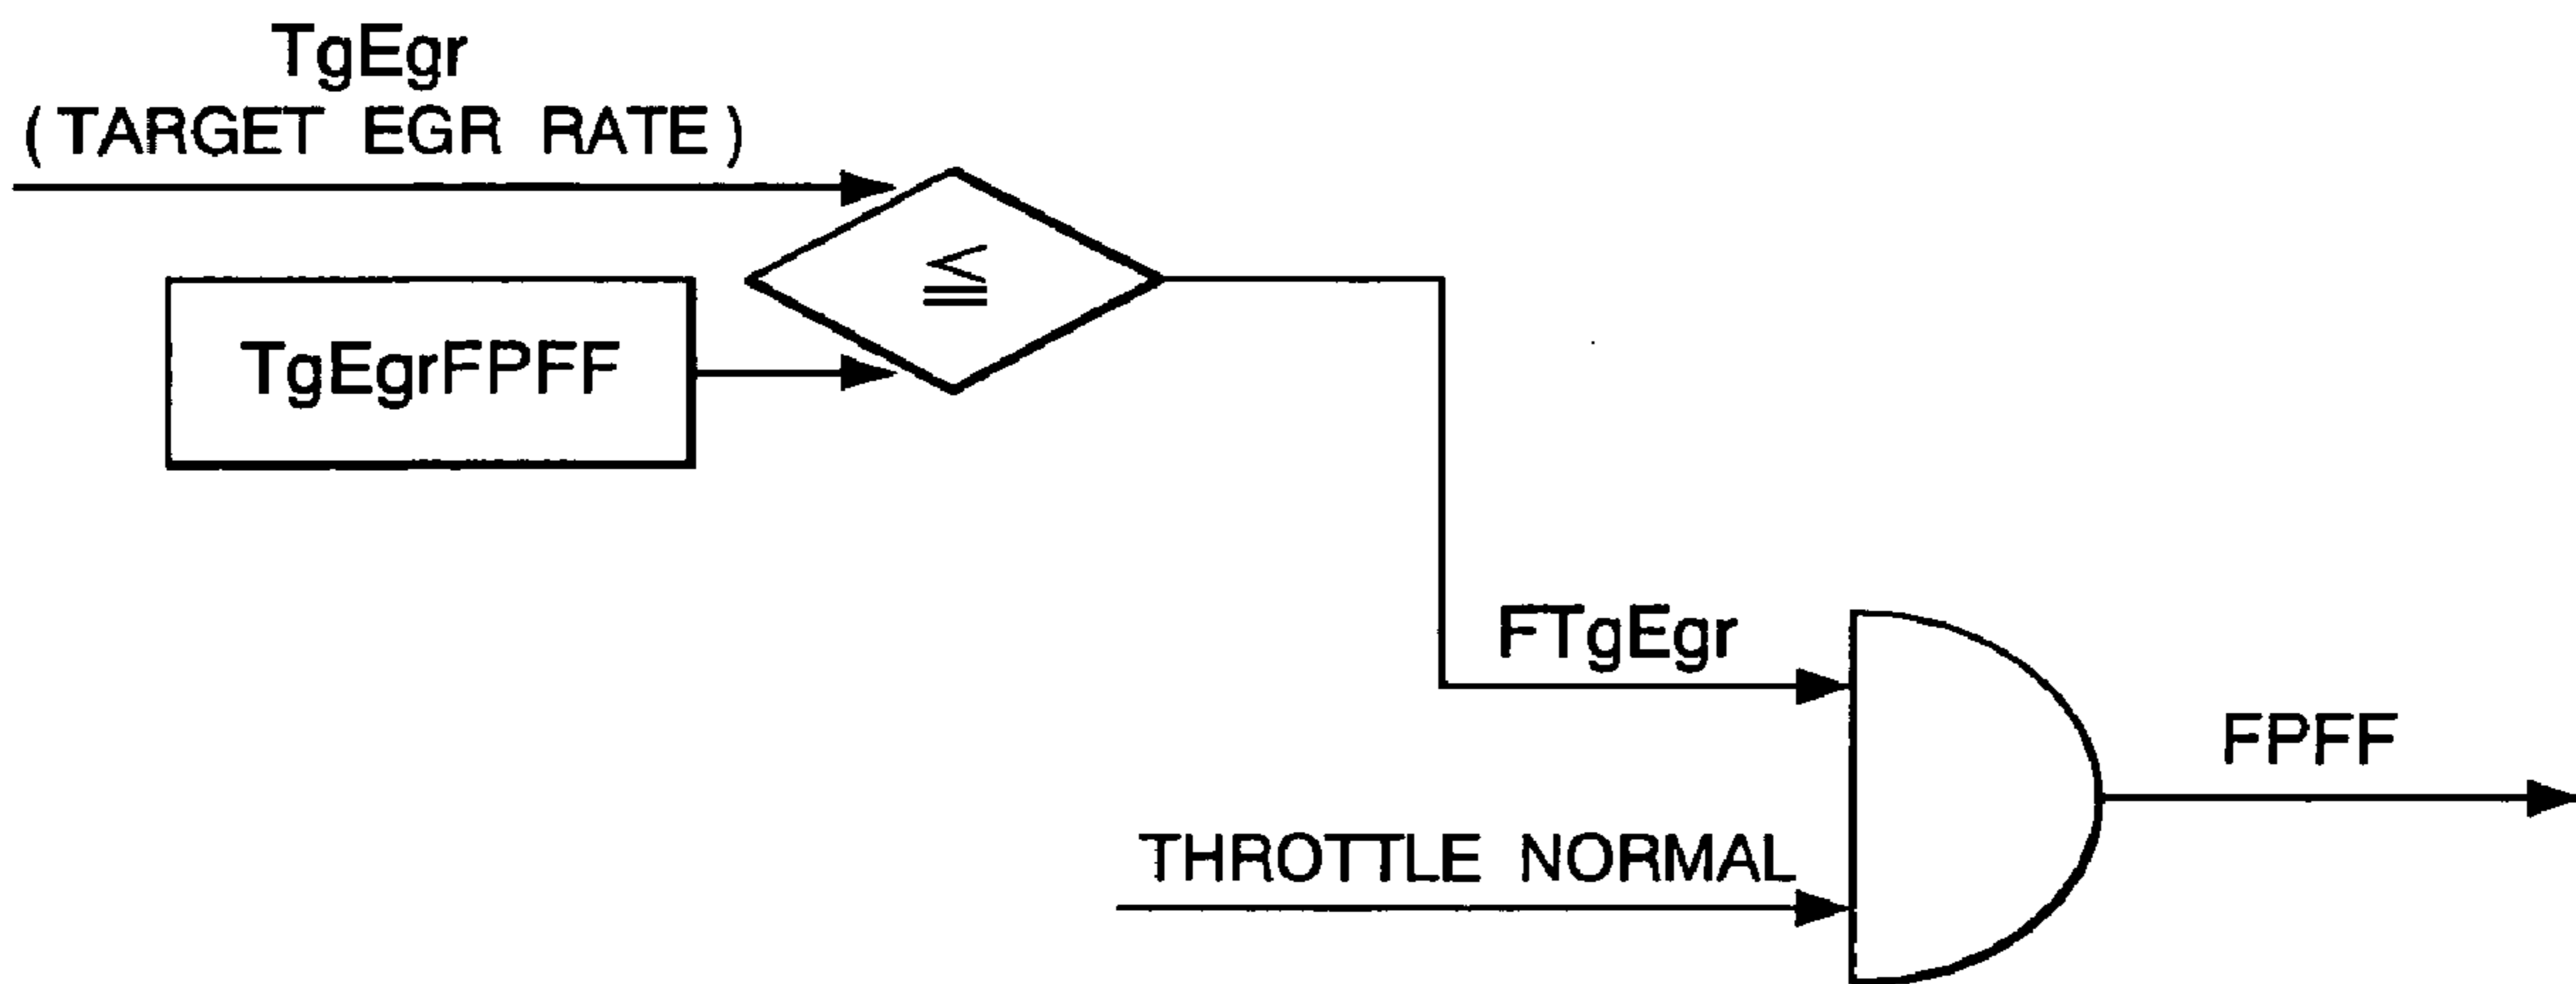 TgEgr
(TARGET EGR RATE)
≦
TgEgrFPFF
FTgEgr
FPFF
THROTTLE NORMAL